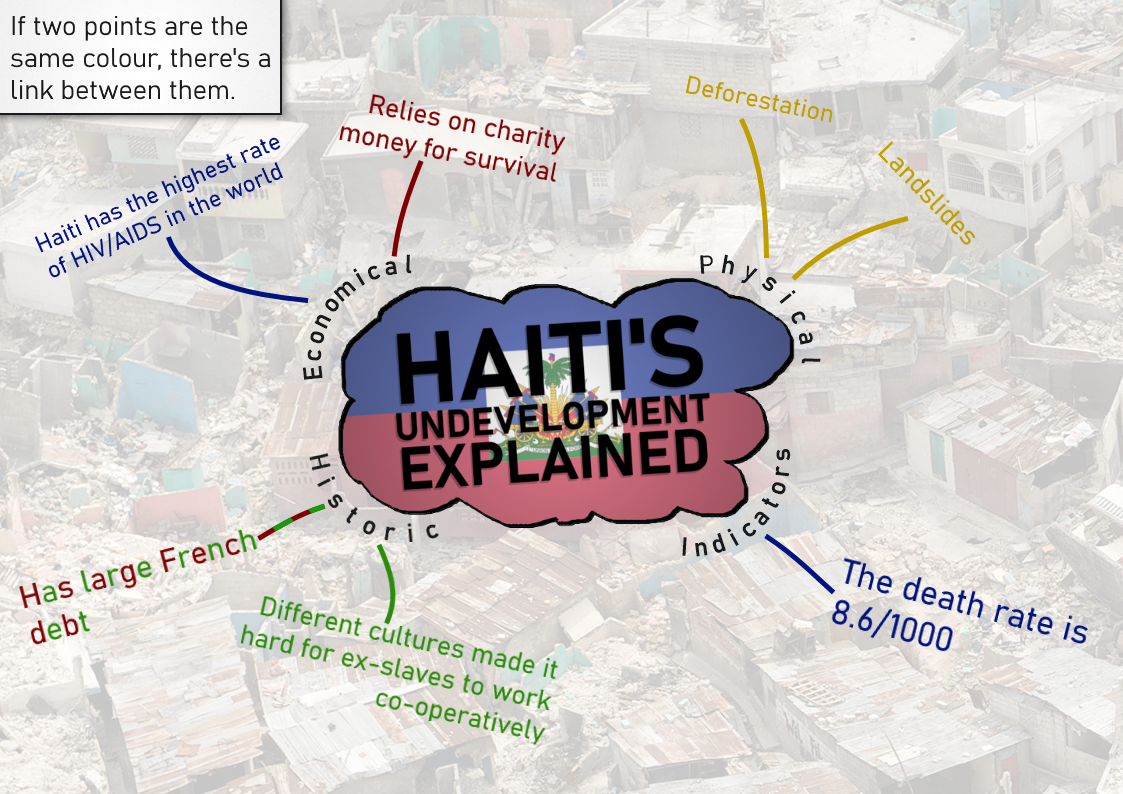 If two points are the
same colour, there's a
link between them.
Haiti has the highest rate
of HIV/AIDS in the world
Relies on charity
money for survival
Deforestation
Landslides
Economical
Physical
HAITI'S
UNDEVELOPMENT
EXPLAINED
Historic
Indicators
Has large French
debt
Different cultures made it
hard for ex-slaves to work
co-operatively
The death rate is
8.6/1000